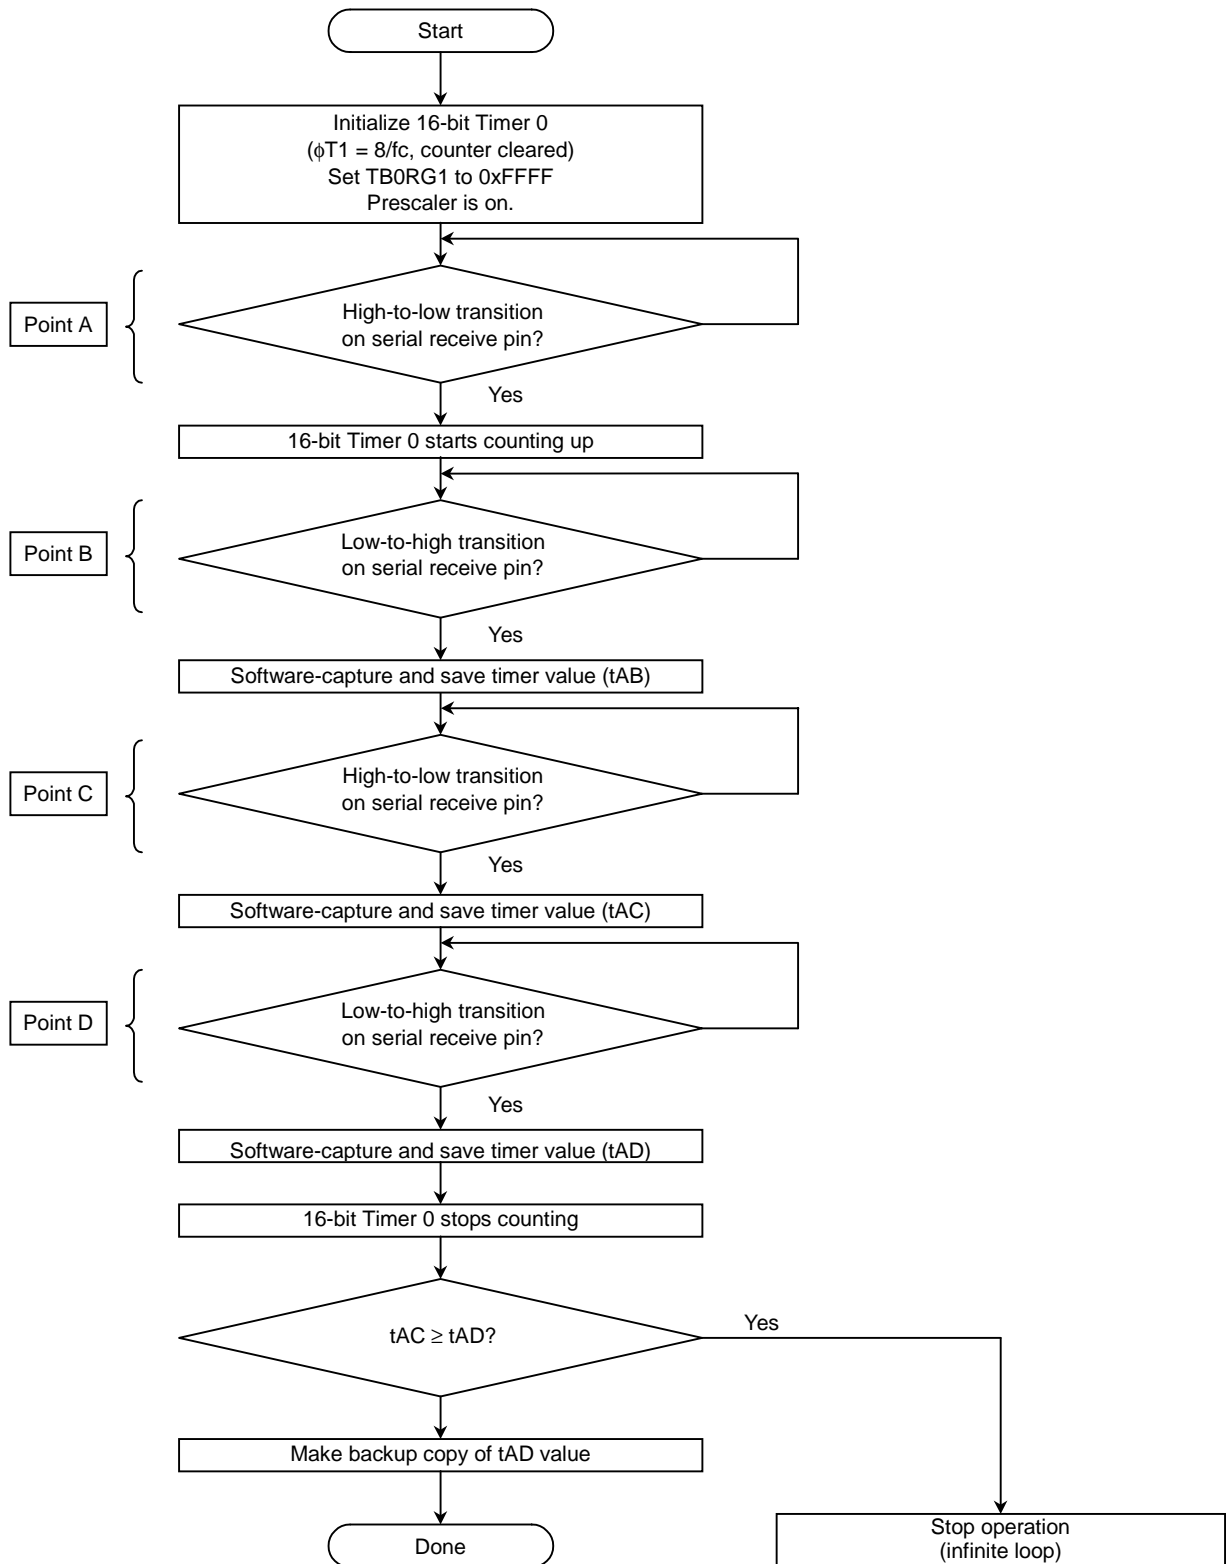 Start
Initialize 16-bit Timer 0
(ϕT1 = 8/fc, counter cleared)
Set TB0RG1 to 0xFFFF
Prescaler is on.
Point A
High-to-low transition
on serial receive pin?
Yes
16-bit Timer 0 starts counting up
Point B
Low-to-high transition
on serial receive pin?
Yes
Software-capture and save timer value (tAB)
Point C
High-to-low transition
on serial receive pin?
Yes
Software-capture and save timer value (tAC)
Point D
Low-to-high transition
on serial receive pin?
Yes
Software-capture and save timer value (tAD)
16-bit Timer 0 stops counting
tAC ≥ tAD?
Yes
Make backup copy of tAD value
Done
Stop operation
(infinite loop)